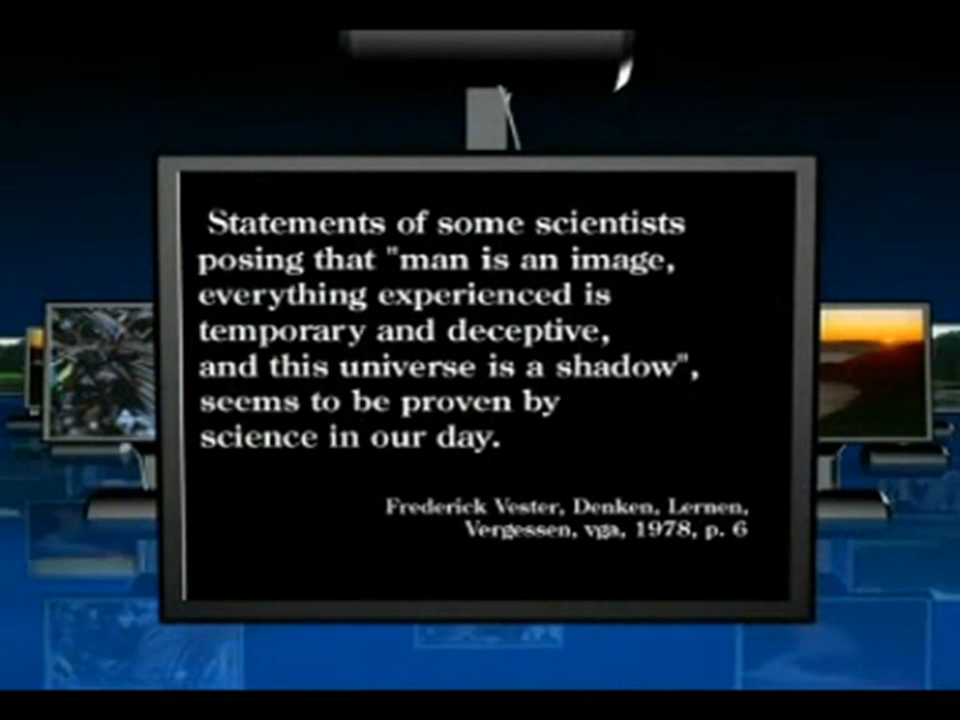 Statements of some scientists
posing that "man is an image,
everything experienced is
temporary and deceptive,
and this universe is a shadow",
seems to be proven by
science in our day.
Frederick Vester, Denken, Lernen,
Vergessen, vga, 1978, p. 6